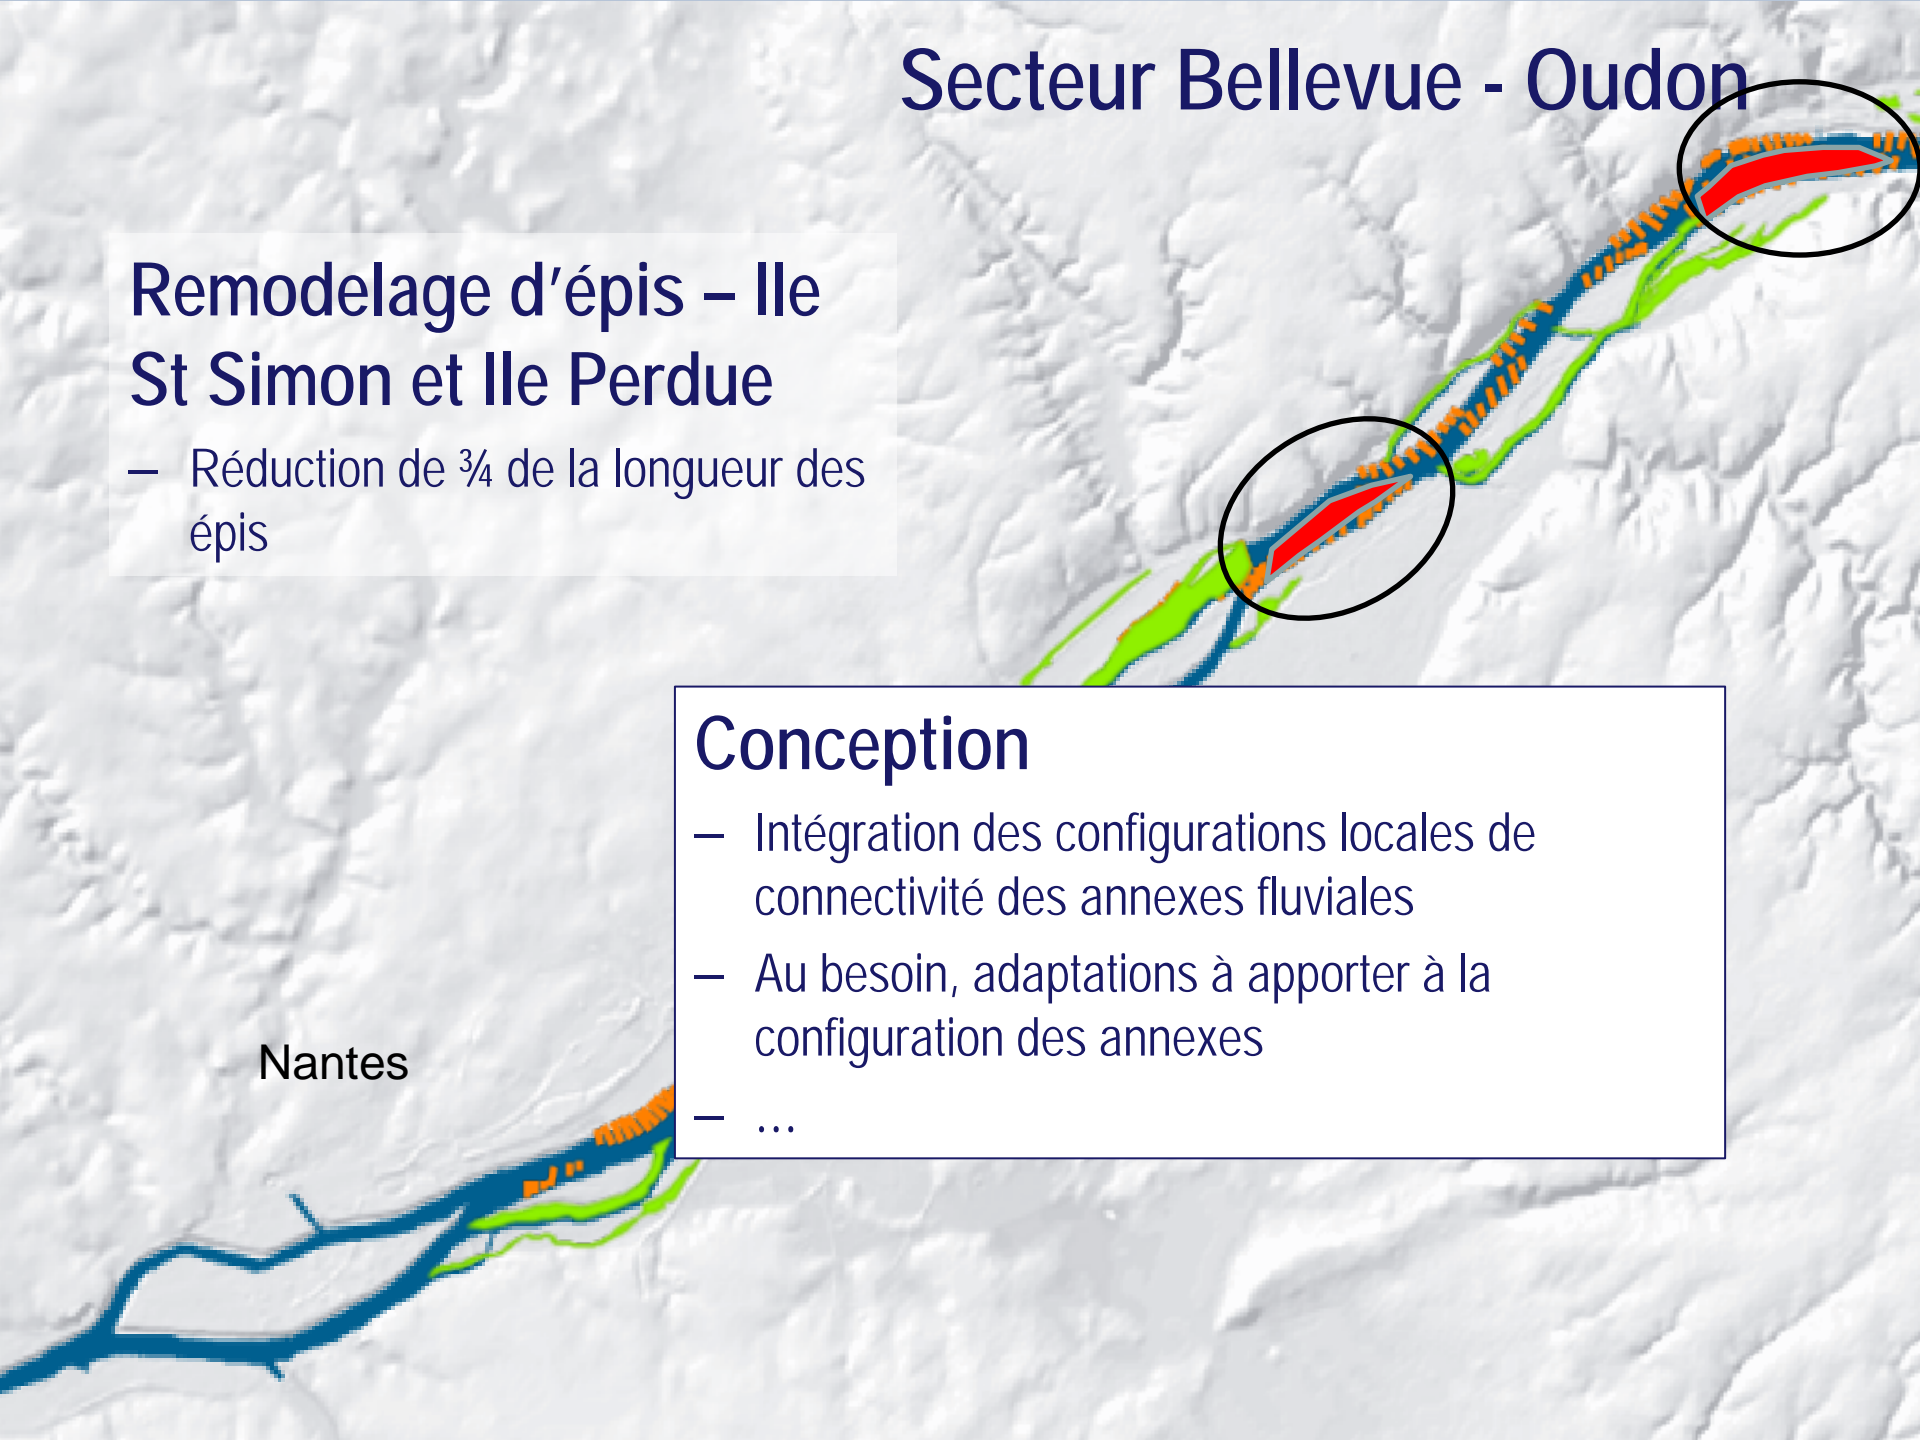 Secteur Bellevue - Oudon
Remodelage d’épis – Ile
St Simon et Ile Perdue
– Réduction de ¾ de la longueur des
épis
Conception
– Intégration des configurations locales de
connectivité des annexes fluviales
– Au besoin, adaptations à apporter à la
configuration des annexes
– …
Nantes